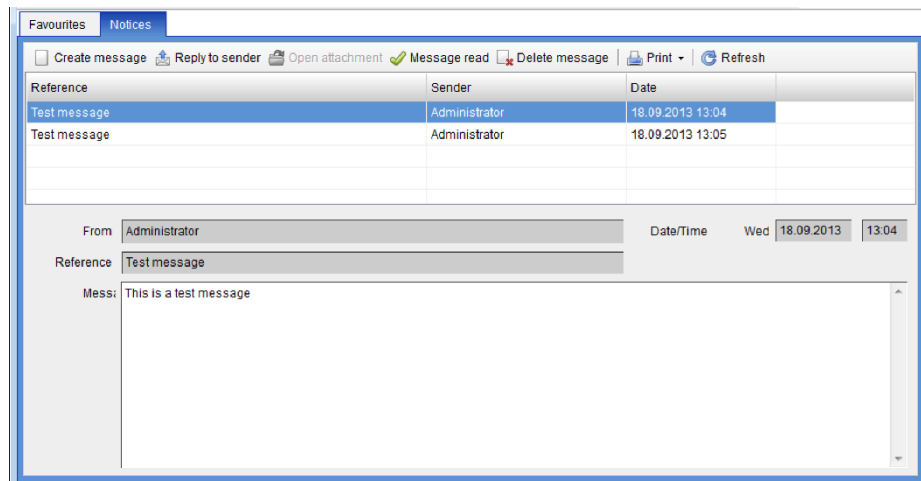 Favourites Notices
Create message Reply to sender Open attachment Message read Delete message Print Refresh
Reference Sender Date
Test message Administrator 18.09.2013 13:04
Test message Administrator 18.09.2013 13:05
From Administrator Date/Time Wed 18.09.2013 13:04
Reference Test message
Messa This is a test message